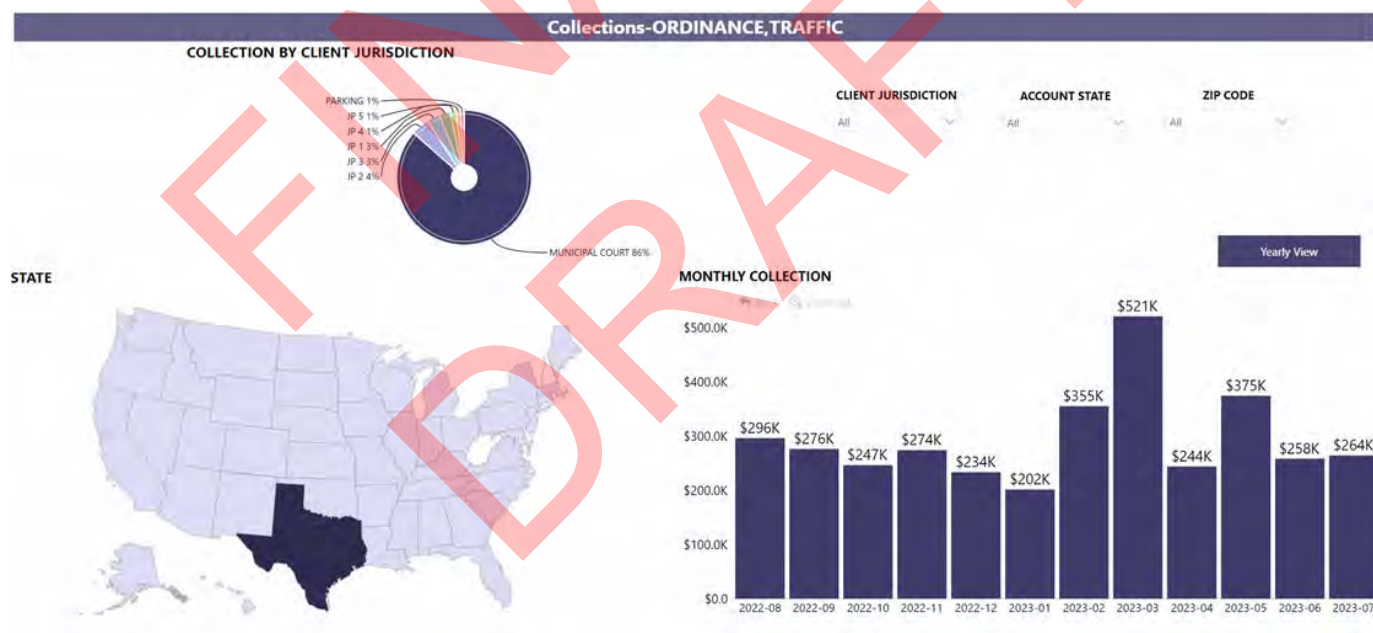 Collections-ORDINANCE,TRAFFIC
COLLECTION BY CLIENT JURISDICTION
PARKING 1%
JP 5 1%
JP 4 1%
JP 1 3%
JP 3 3%
JP 2 4%
MUNICIPAL COURT 86%
CLIENT JURISDICTION ACCOUNT STATE ZIP CODE
All All All
Yearly View
STATE
MONTHLY COLLECTION
$500.0K
$400.0K
$300.0K
$200.0K
$100.0K
$0.0
$296K
$276K
$247K
$274K
$234K
$202K
$355K
$521K
$244K
$375K
$258K
$264K
2022-08 2022-09 2022-10 2022-11 2022-12 2023-01 2023-02 2023-03 2023-04 2023-05 2023-06 2023-07
DRAF